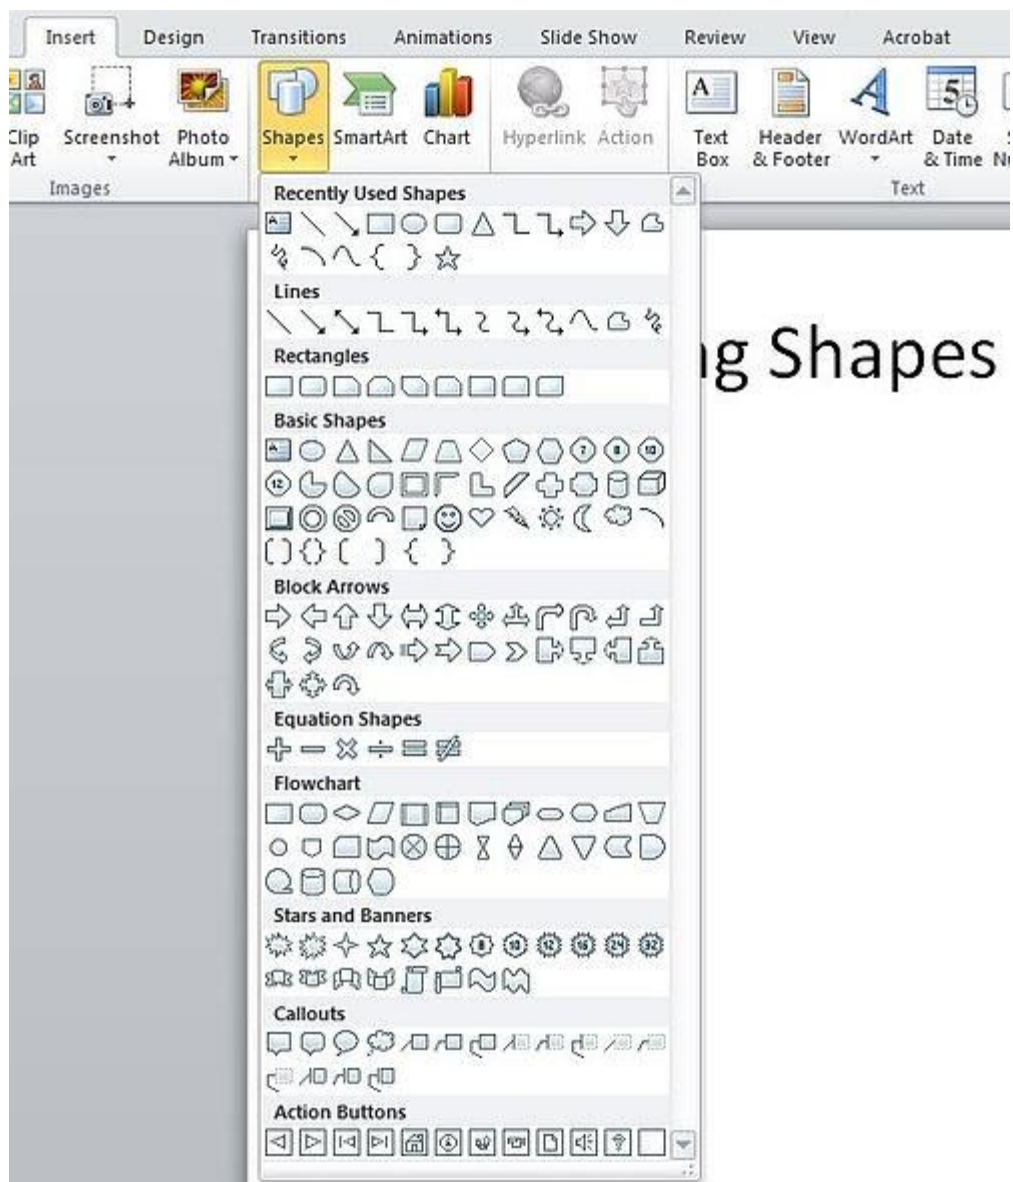 Insert Design Transitions Animations Slide Show Review View Acrobat
Clip Screenshot Photo Shapes SmartArt Chart Hyperlink Action Text Header WordArt Date
Art Album Box & Footer & Time
Images Text
Recently Used Shapes
Lines
ng Shapes
Rectangles
Basic Shapes
Block Arrows
Equation Shapes
Flowchart
Stars and Banners
Callouts
Action Buttons